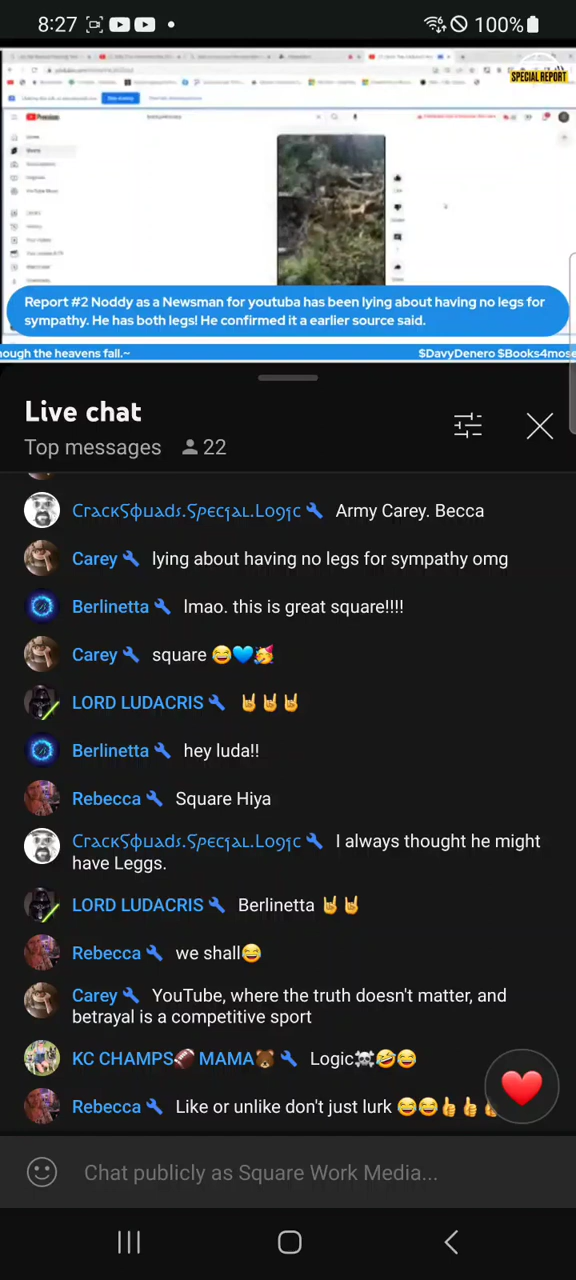 8:27
100%
SPECIAL REPORT
Premium
Report #2 Noddy as a Newsman for youtuba has been lying about having no legs for
sympathy. He has both legs! He confirmed it a earlier source said.
ough the heavens fall.~ $DavyDenero $Books4mose
Live chat
Top messages 22
CrackSquads.Special.Logic Army Carey. Becca
Carey lying about having no legs for sympathy omg
Berlinetta lmao. this is great square!!!!
Carey square 😂💙🥳
LORD LUDACRIS 🤘🤘🤘
Berlinetta hey luda!!
Rebecca Square Hiya
CrackSquads.Special.Logic I always thought he might
have Leggs.
LORD LUDACRIS Berlinetta 🤘🤘
Rebecca we shall😂
Carey YouTube, where the truth doesn't matter, and
betrayal is a competitive sport
KC CHAMPS🏈 MAMA🐻 Logic☠️🤣😂
Rebecca Like or unlike don't just lurk 😂😂👍👍👍
Chat publicly as Square Work Media...